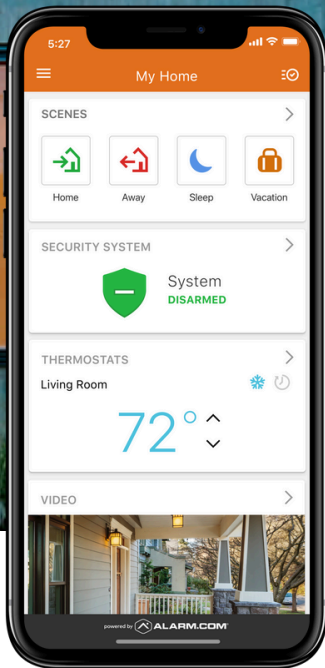 5:27
My Home
SCENES
Home Away Sleep Vacation
SECURITY SYSTEM
System
DISARMED
THERMOSTATS
Living Room
72°
VIDEO
powered by ALARM.COM